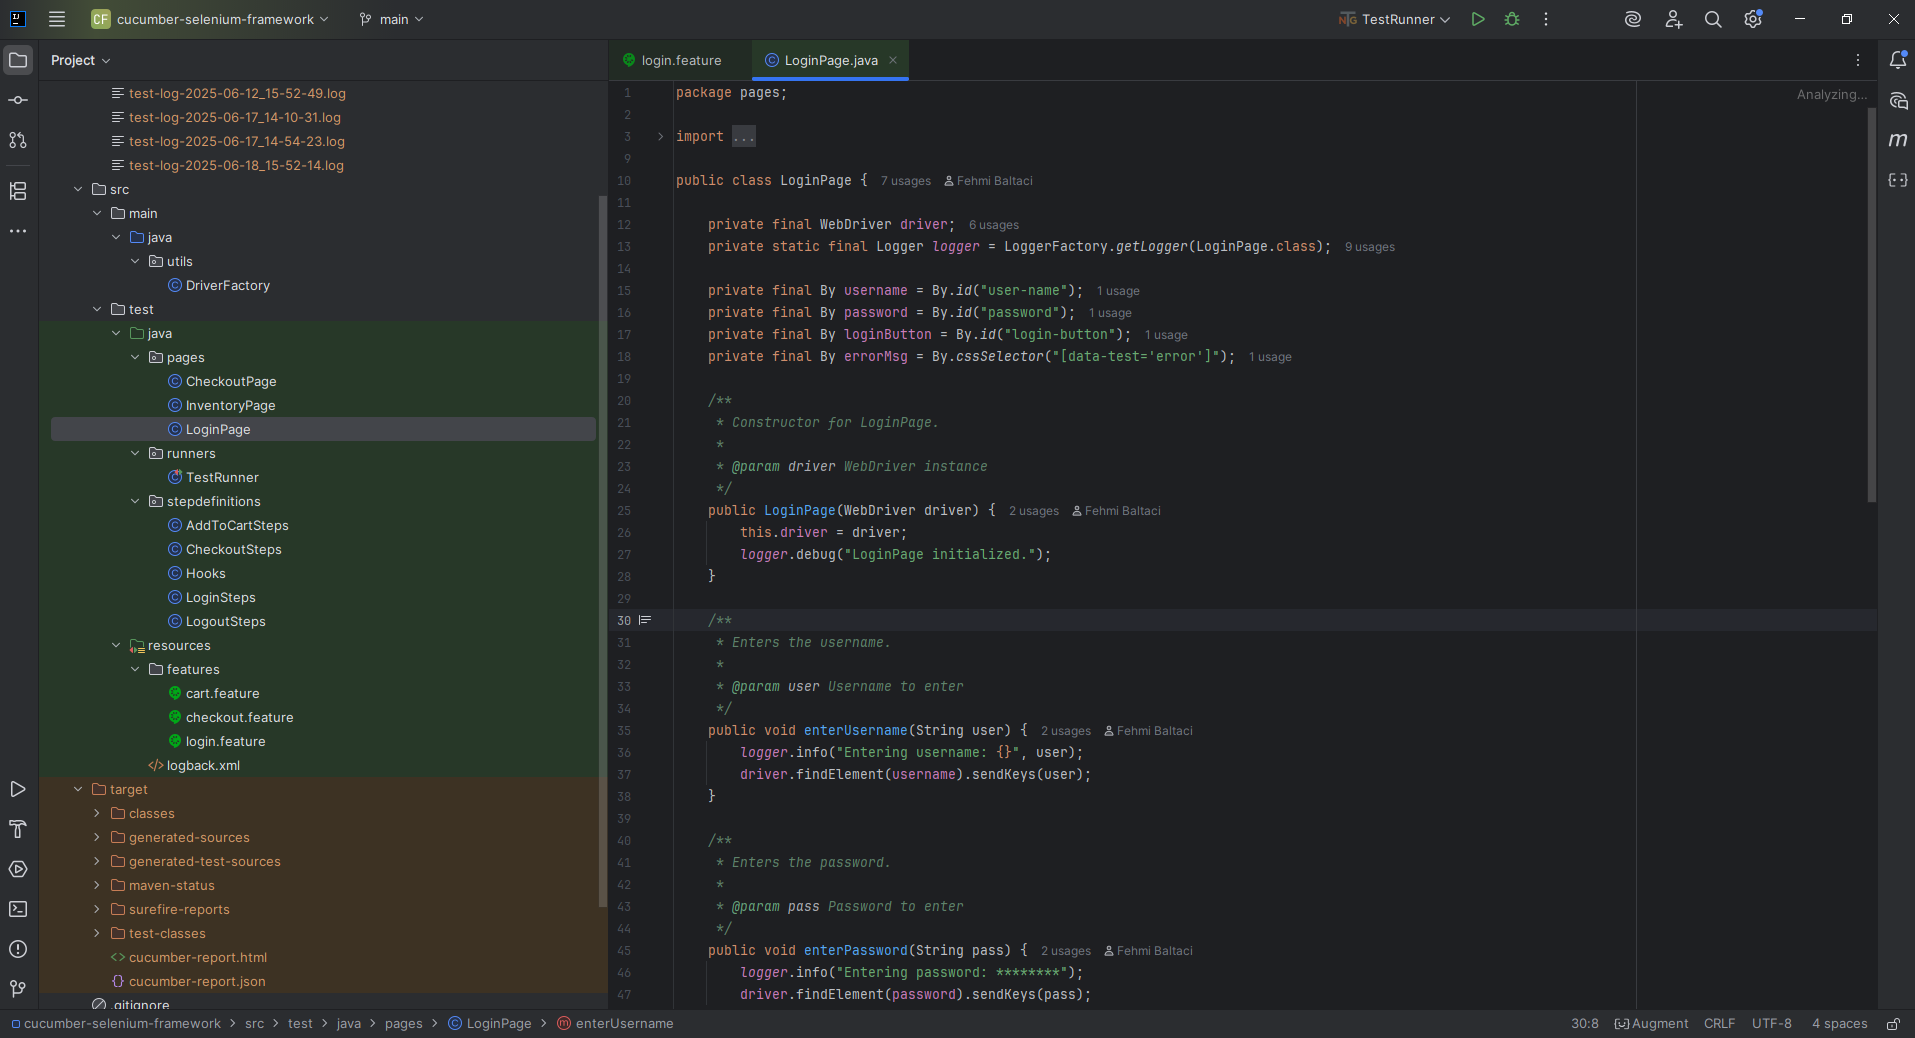 CF cucumber-selenium-framework main TestRunner
Project
test-log-2025-06-12_15-52-49.log
test-log-2025-06-17_14-10-31.log
test-log-2025-06-17_14-54-23.log
test-log-2025-06-18_15-52-14.log
src
main
java
utils
DriverFactory
test
java
pages
CheckoutPage
InventoryPage
LoginPage
runners
TestRunner
stepdefinitions
AddToCartSteps
CheckoutSteps
Hooks
LoginSteps
LogoutSteps
resources
features
cart.feature
checkout.feature
login.feature
logback.xml
target
classes
generated-sources
generated-test-sources
maven-status
surefire-reports
test-classes
cucumber-report.html
cucumber-report.json
.gitignore
login.feature LoginPage.java
Analyzing...
1 package pages;
2
3 import ...
9
10 public class LoginPage { 7 usages Fehmi Baltaci
11
12 private final WebDriver driver; 6 usages
13 private static final Logger logger = LoggerFactory.getLogger(LoginPage.class); 9 usages
14
15 private final By username = By.id("user-name"); 1 usage
16 private final By password = By.id("password"); 1 usage
17 private final By loginButton = By.id("login-button"); 1 usage
18 private final By errorMsg = By.cssSelector("[data-test='error']"); 1 usage
19
20 /**
21 * Constructor for LoginPage.
22 *
23 * @param driver WebDriver instance
24 */
25 public LoginPage(WebDriver driver) { 2 usages Fehmi Baltaci
26 this.driver = driver;
27 logger.debug("LoginPage initialized.");
28 }
29
30 /**
31 * Enters the username.
32 *
33 * @param user Username to enter
34 */
35 public void enterUsername(String user) { 2 usages Fehmi Baltaci
36 logger.info("Entering username: {}", user);
37 driver.findElement(username).sendKeys(user);
38 }
39
40 /**
41 * Enters the password.
42 *
43 * @param pass Password to enter
44 */
45 public void enterPassword(String pass) { 2 usages Fehmi Baltaci
46 logger.info("Entering password: ********");
47 driver.findElement(password).sendKeys(pass);
cucumber-selenium-framework > src > test > java > pages > LoginPage > enterUsername 30:8 Augment CRLF UTF-8 4 spaces